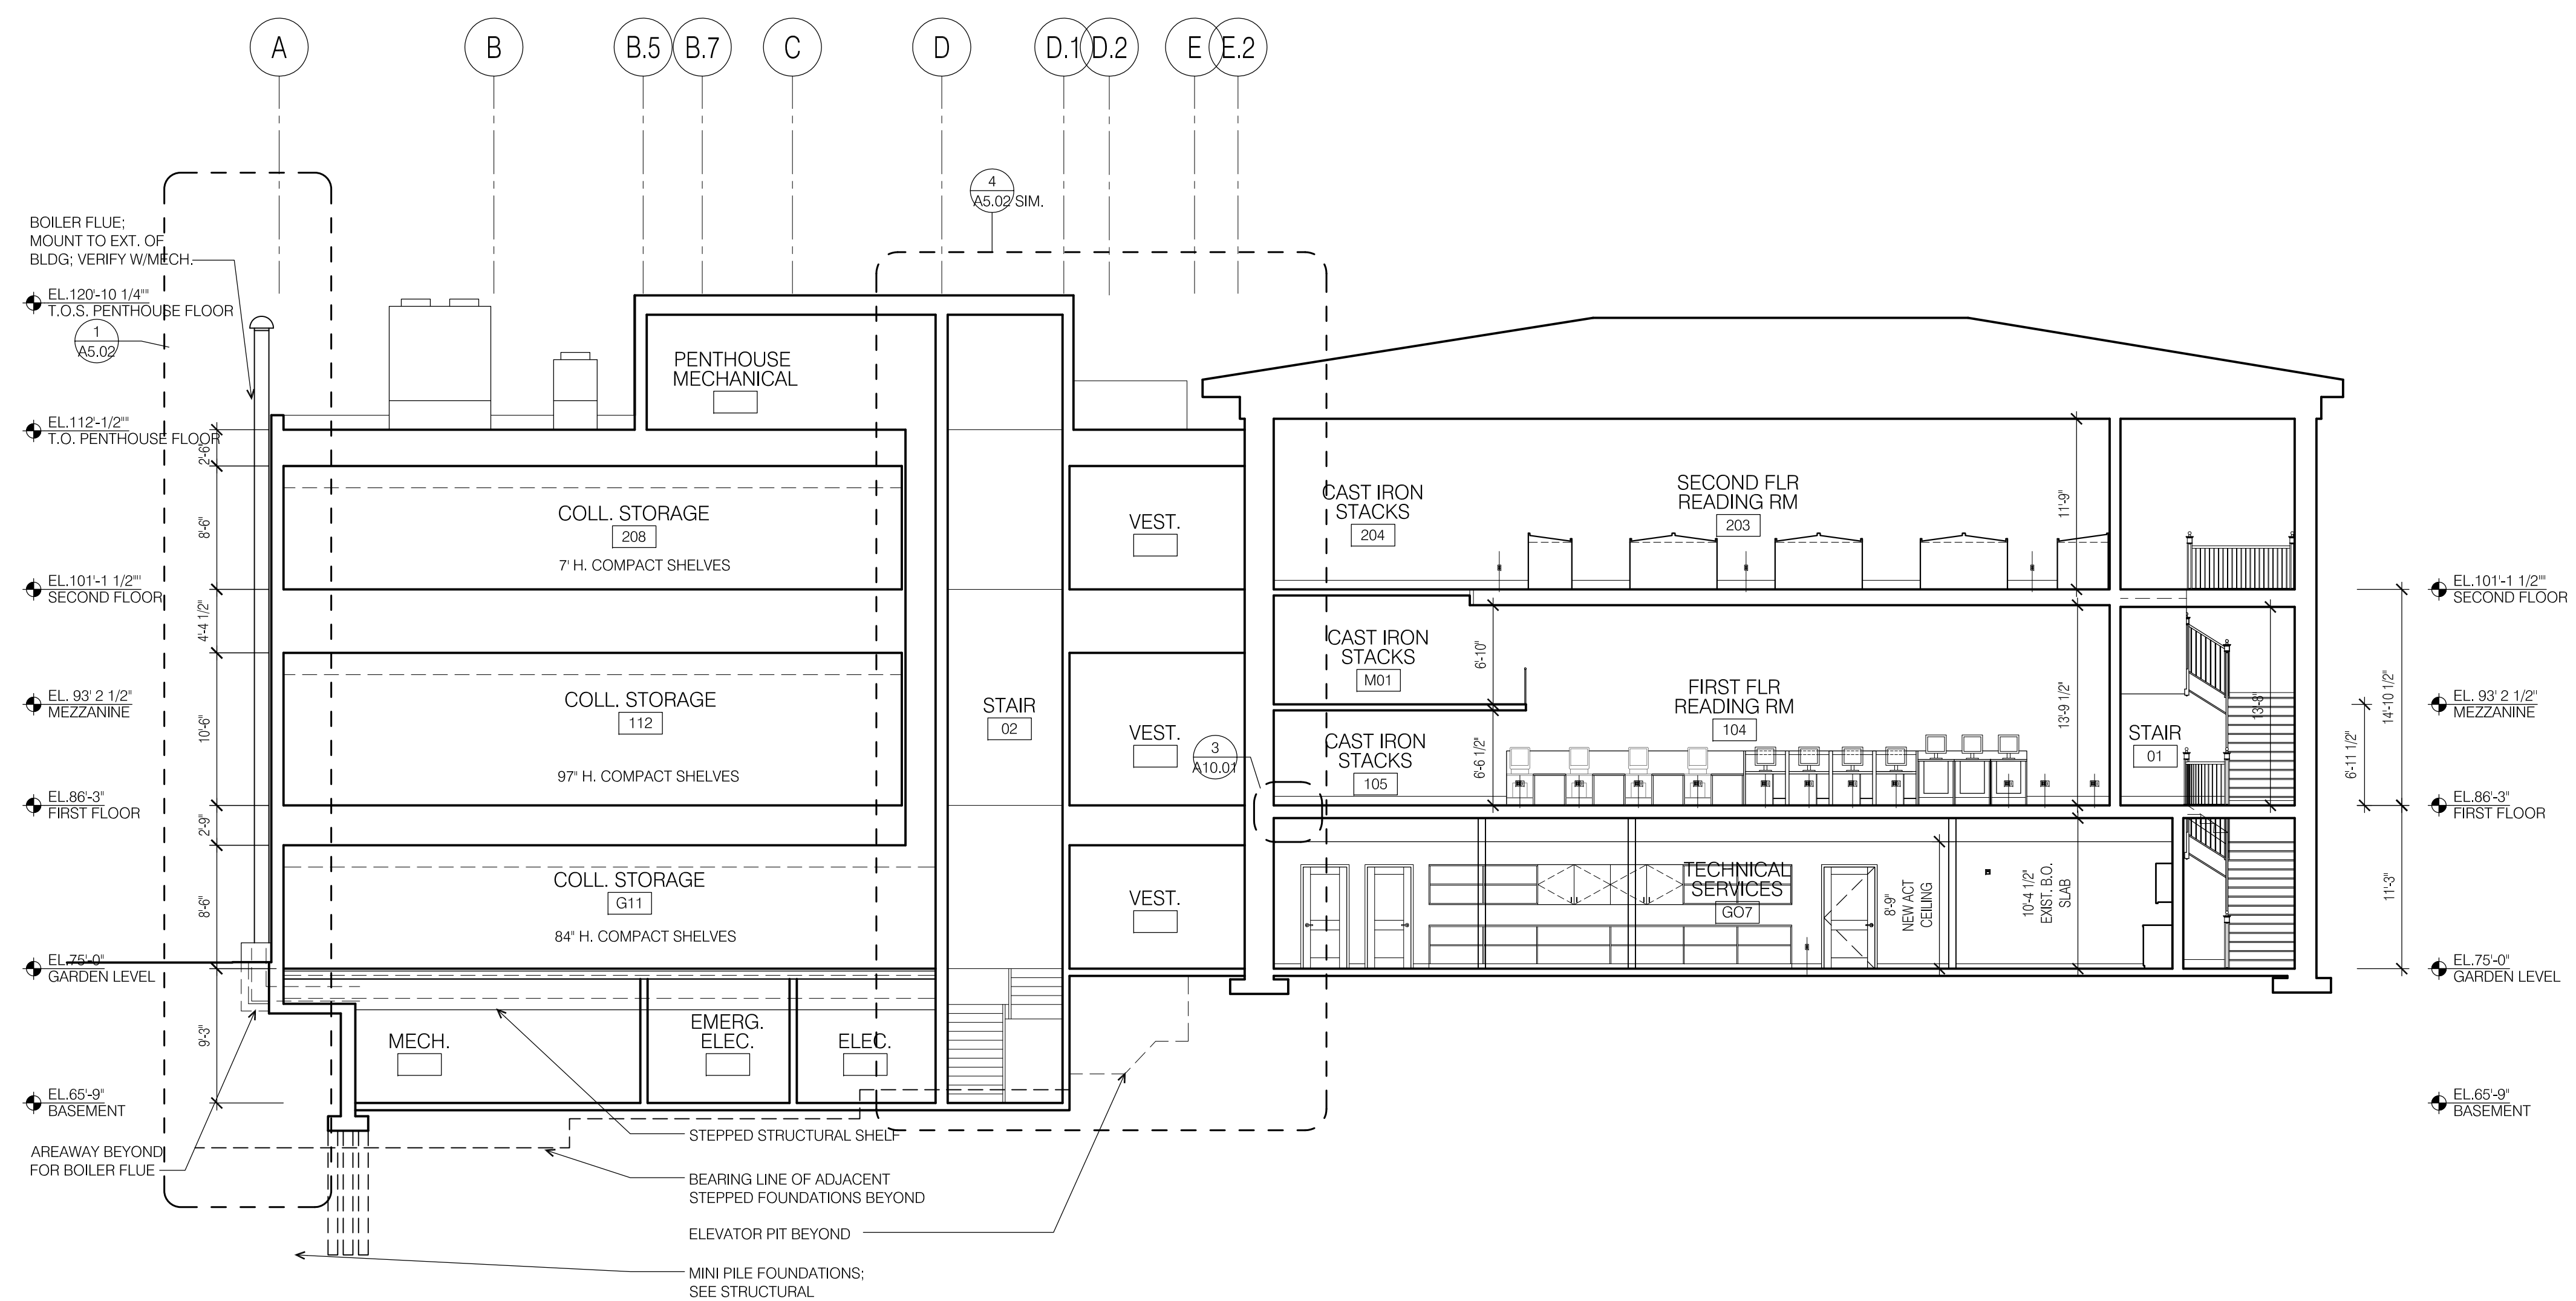 A
B
B.5
B.7
C
D
D.1
D.2
E
E.2
4
A5.02 SIM.
BOILER FLUE;
MOUNT TO EXT. OF
BLDG; VERIFY W/MECH.
EL.120'-10 1/4""
T.O.S. PENTHOUSE FLOOR
1
A5.02
EL.112'-1/2""
T.O. PENTHOUSE FLOOR
2'-6"
8'-6"
EL.101'-1 1/2""
SECOND FLOOR
4'-4 1/2"
EL. 93' 2 1/2"
MEZZANINE
10'-6"
EL.86'-3"
FIRST FLOOR
2'-9"
8'-6"
EL.75'-0"
GARDEN LEVEL
9'-3"
EL.65'-9"
BASEMENT
AREAWAY BEYOND
FOR BOILER FLUE
PENTHOUSE
MECHANICAL
COLL. STORAGE
208
7' H. COMPACT SHELVES
COLL. STORAGE
112
97" H. COMPACT SHELVES
COLL. STORAGE
G11
84" H. COMPACT SHELVES
MECH.
EMERG.
ELEC.
ELEC.
STAIR
02
VEST.
VEST.
VEST.
3
A10.01
CAST IRON
STACKS
204
SECOND FLR
READING RM
203
11'-9"
CAST IRON
STACKS
M01
6'-10"
FIRST FLR
READING RM
104
13'-9 1/2"
CAST IRON
STACKS
105
6'-6 1/2"
STAIR
01
13'-8"
TECHNICAL
SERVICES
GO7
8'-9"
NEW ACT
CEILING
10'-4 1/2"
EXIST. B.O.
SLAB
6'-11 1/2"
14'-10 1/2"
11'-3"
EL.101'-1 1/2""
SECOND FLOOR
EL. 93' 2 1/2"
MEZZANINE
EL.86'-3"
FIRST FLOOR
EL.75'-0"
GARDEN LEVEL
EL.65'-9"
BASEMENT
STEPPED STRUCTURAL SHELF
BEARING LINE OF ADJACENT
STEPPED FOUNDATIONS BEYOND
ELEVATOR PIT BEYOND
MINI PILE FOUNDATIONS;
SEE STRUCTURAL